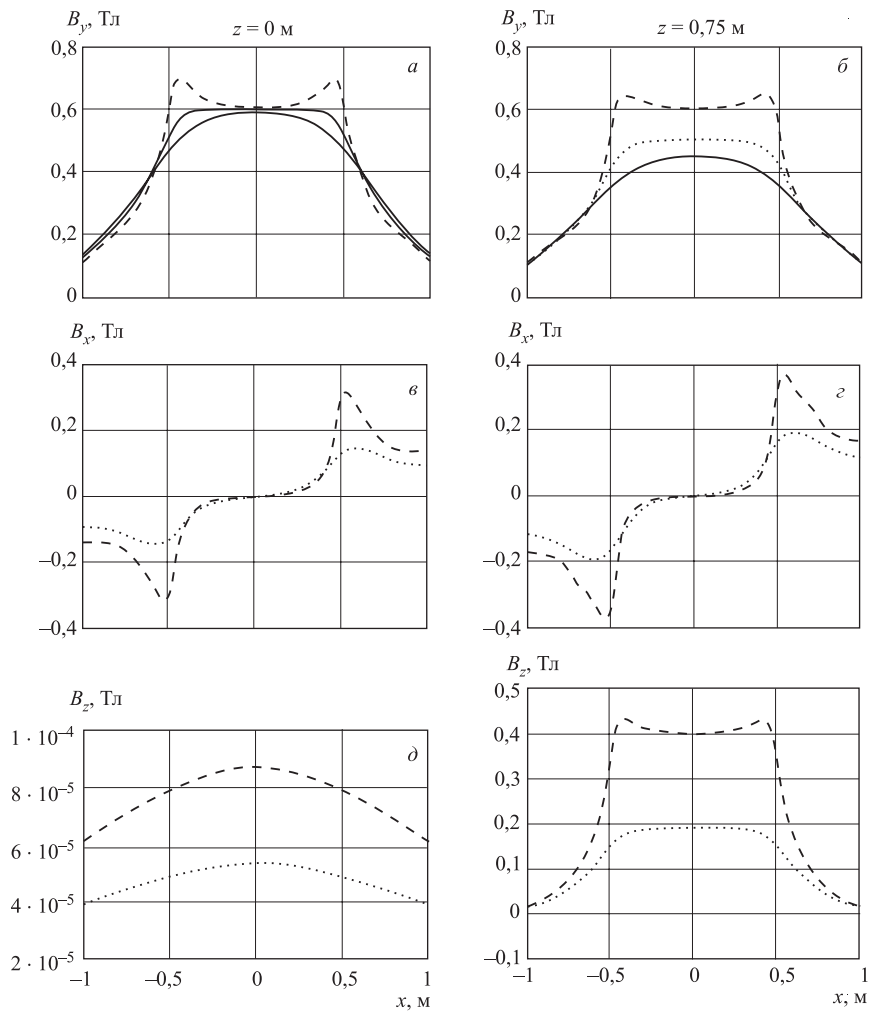 B_y, Тл
z = 0 м
0,8
а
0,6
0,4
0,2
0
B_y, Тл
z = 0,75 м
0,8
б
0,6
0,4
0,2
0
B_x, Тл
0,4
в
0,2
0
–0,2
–0,4
B_x, Тл
0,4
г
0,2
0
–0,2
–0,4
B_z, Тл
1 · 10⁻⁴
д
8 · 10⁻⁵
6 · 10⁻⁵
4 · 10⁻⁵
2 · 10⁻⁵
–1 –0,5 0 0,5 1
x, м
B_z, Тл
0,5
0,4
0,3
0,2
0,1
0
–0,1
–1 –0,5 0 0,5 1
x, м